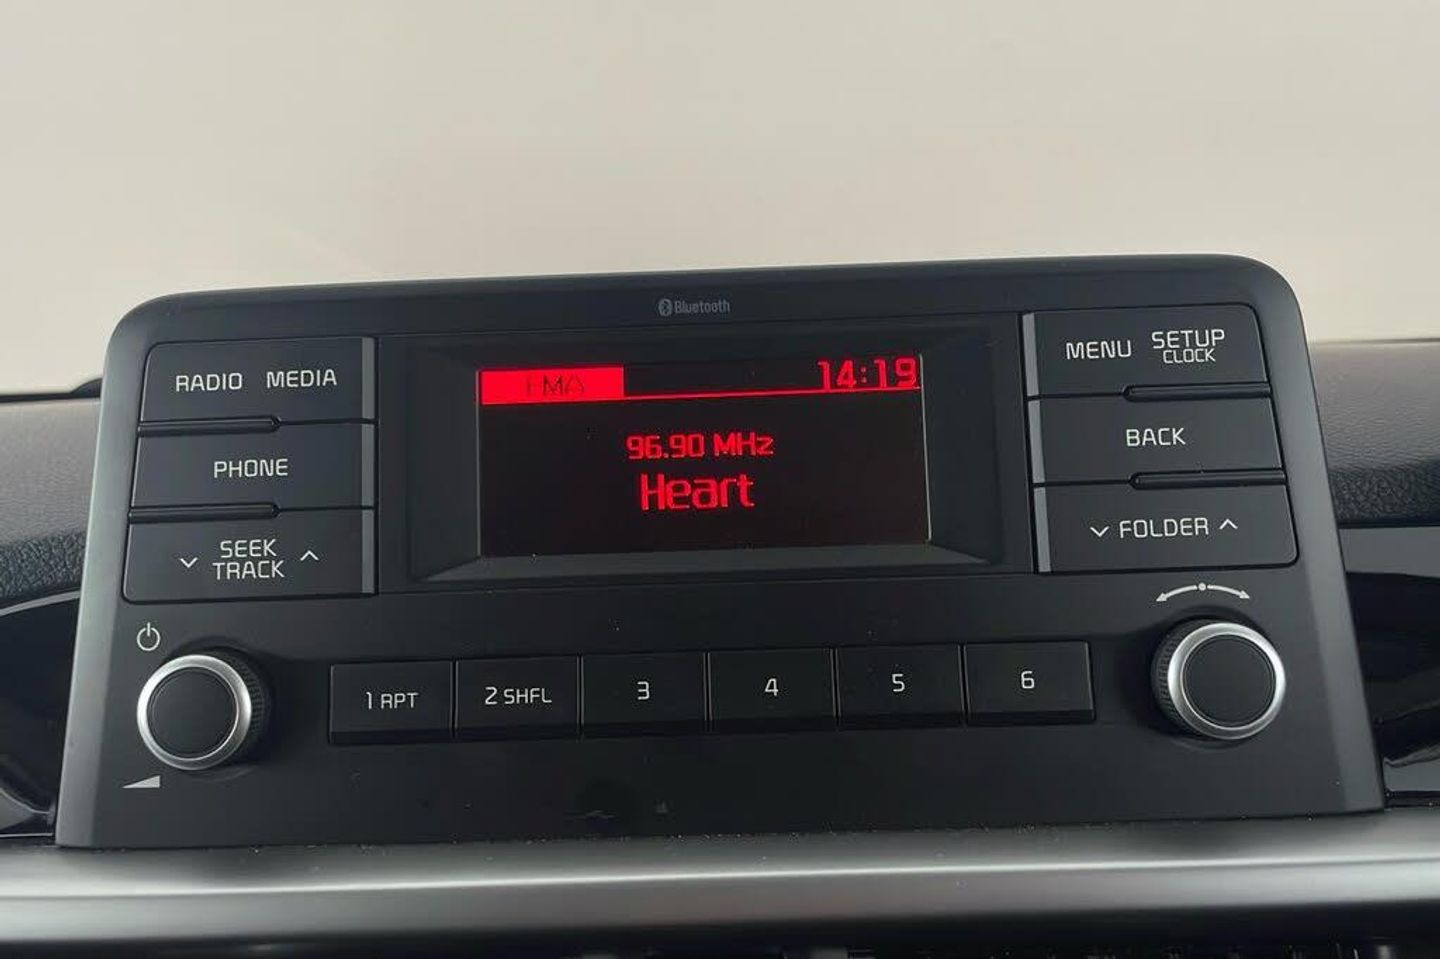 Bluetooth
RADIO MEDIA
PHONE
SEEK
TRACK
FMA 14:19
96.90 MHz
Heart
MENU SETUP
CLOCK
BACK
FOLDER
1 RPT
2 SHFL
3
4
5
6